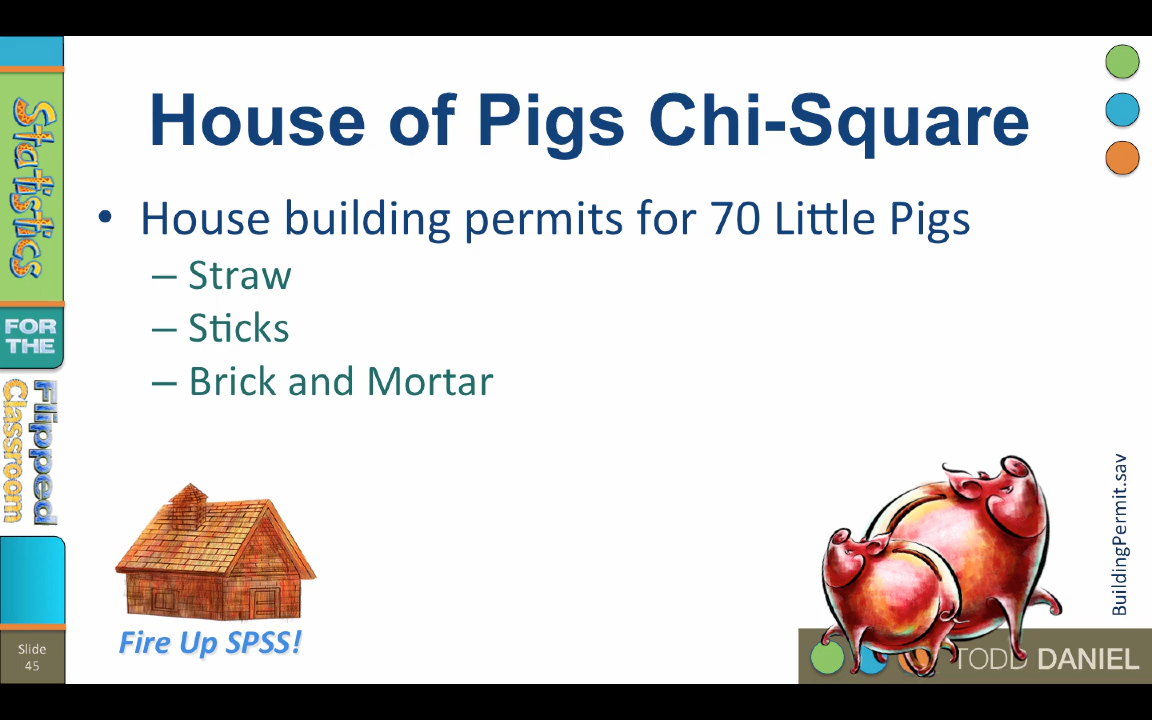 House of Pigs Chi-Square
• House building permits for 70 Little Pigs
– Straw
– Sticks
– Brick and Mortar
Fire Up SPSS!
BuildingPermit.sav
TODD DANIEL
Statistics
FOR THE
Flipped
Classroom
Slide
45